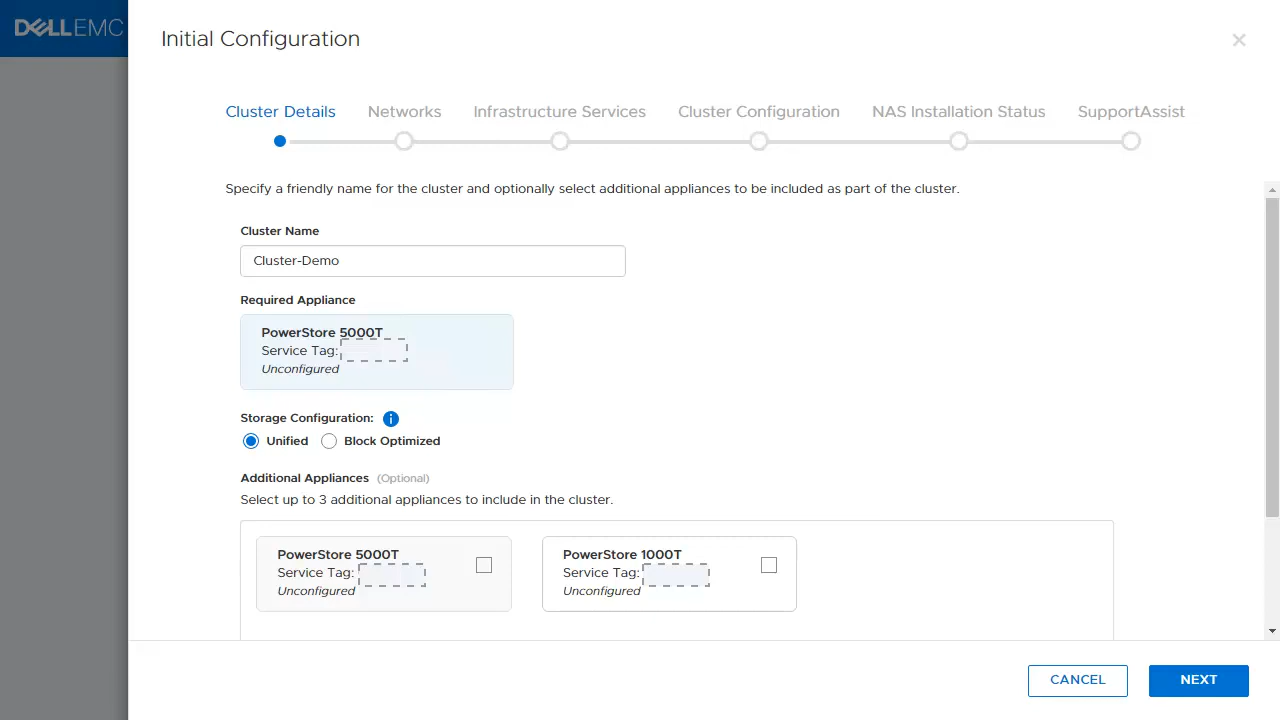 DELLEMC
Initial Configuration
Cluster Details
Networks
Infrastructure Services
Cluster Configuration
NAS Installation Status
SupportAssist
Specify a friendly name for the cluster and optionally select additional appliances to be included as part of the cluster.
Cluster Name
Cluster-Demo
Required Appliance
PowerStore 5000T
Service Tag:
Unconfigured
Storage Configuration:
Unified
Block Optimized
Additional Appliances (Optional)
Select up to 3 additional appliances to include in the cluster.
PowerStore 5000T
Service Tag:
Unconfigured
PowerStore 1000T
Service Tag:
Unconfigured
CANCEL
NEXT